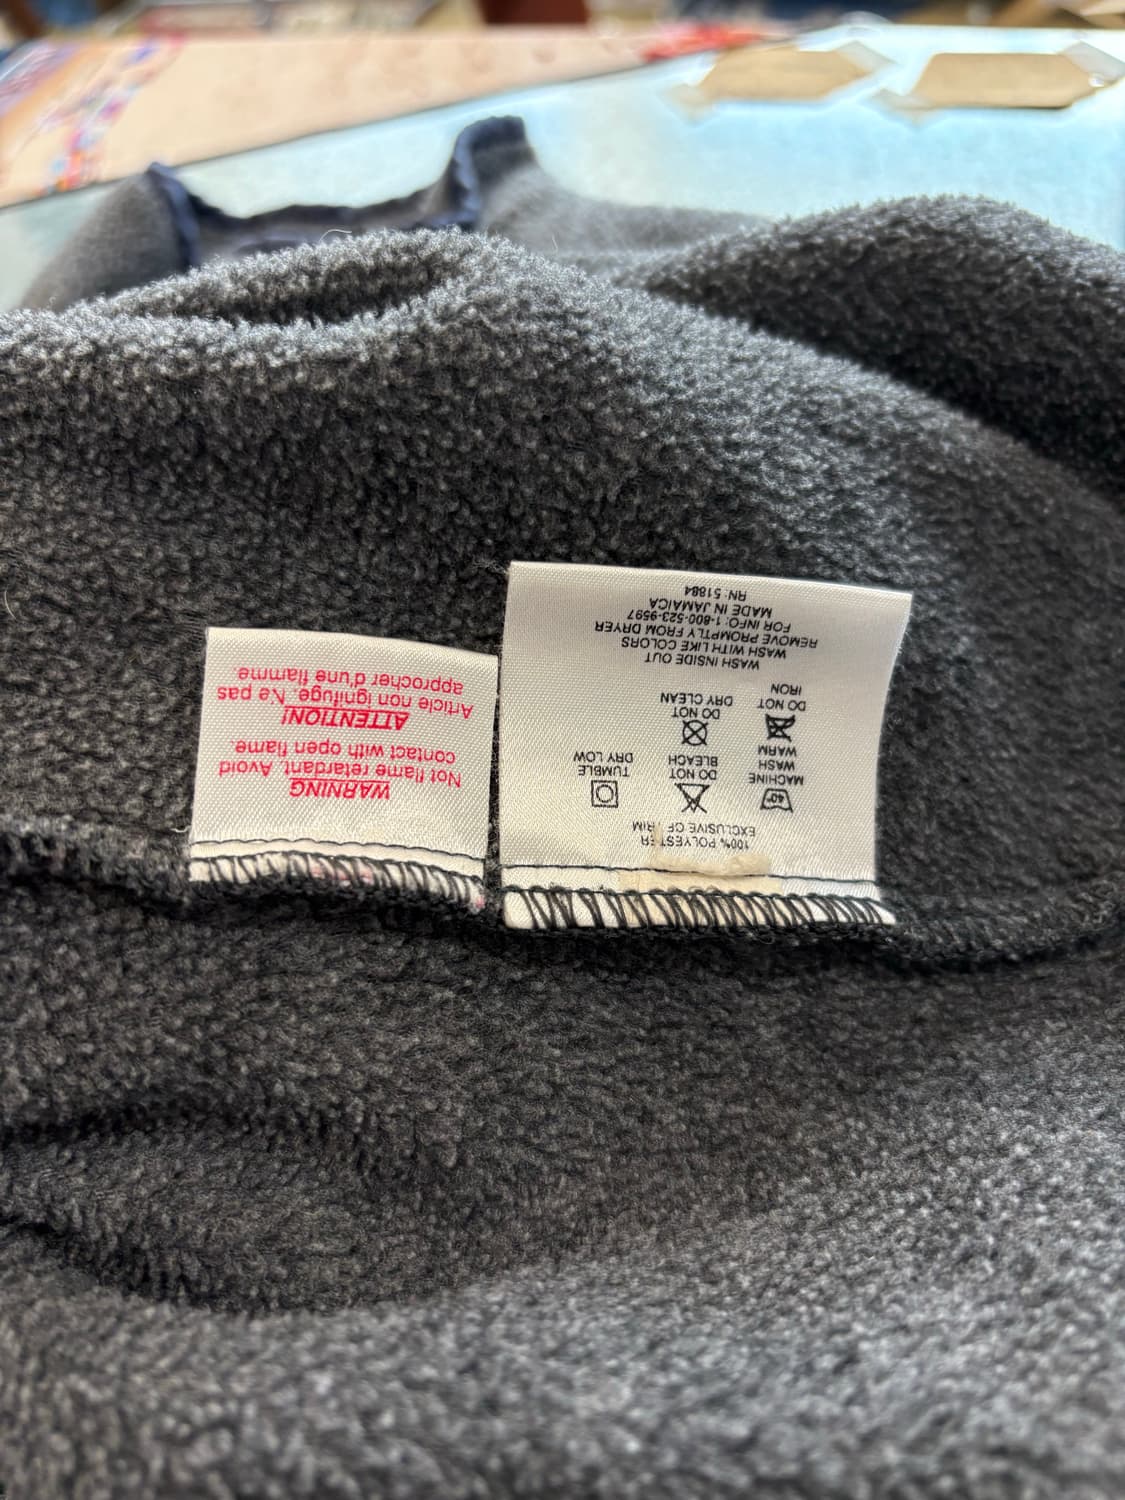 100% POLYESTER
EXCLUSIVE OF TRIM
40°
MACHINE
WASH
WARM
DO NOT
BLEACH
TUMBLE
DRY LOW
DO NOT
IRON
DO NOT
DRY CLEAN
WASH INSIDE OUT
WASH WITH LIKE COLORS
REMOVE PROMPTLY FROM DRYER
FOR INFO: 1-800-523-9597
MADE IN JAMAICA
RN: 51884
WARNING
Not flame retardant. Avoid
contact with open flame.
ATTENTION!
Article non ignifuge. Ne pas
approcher d'une flamme.